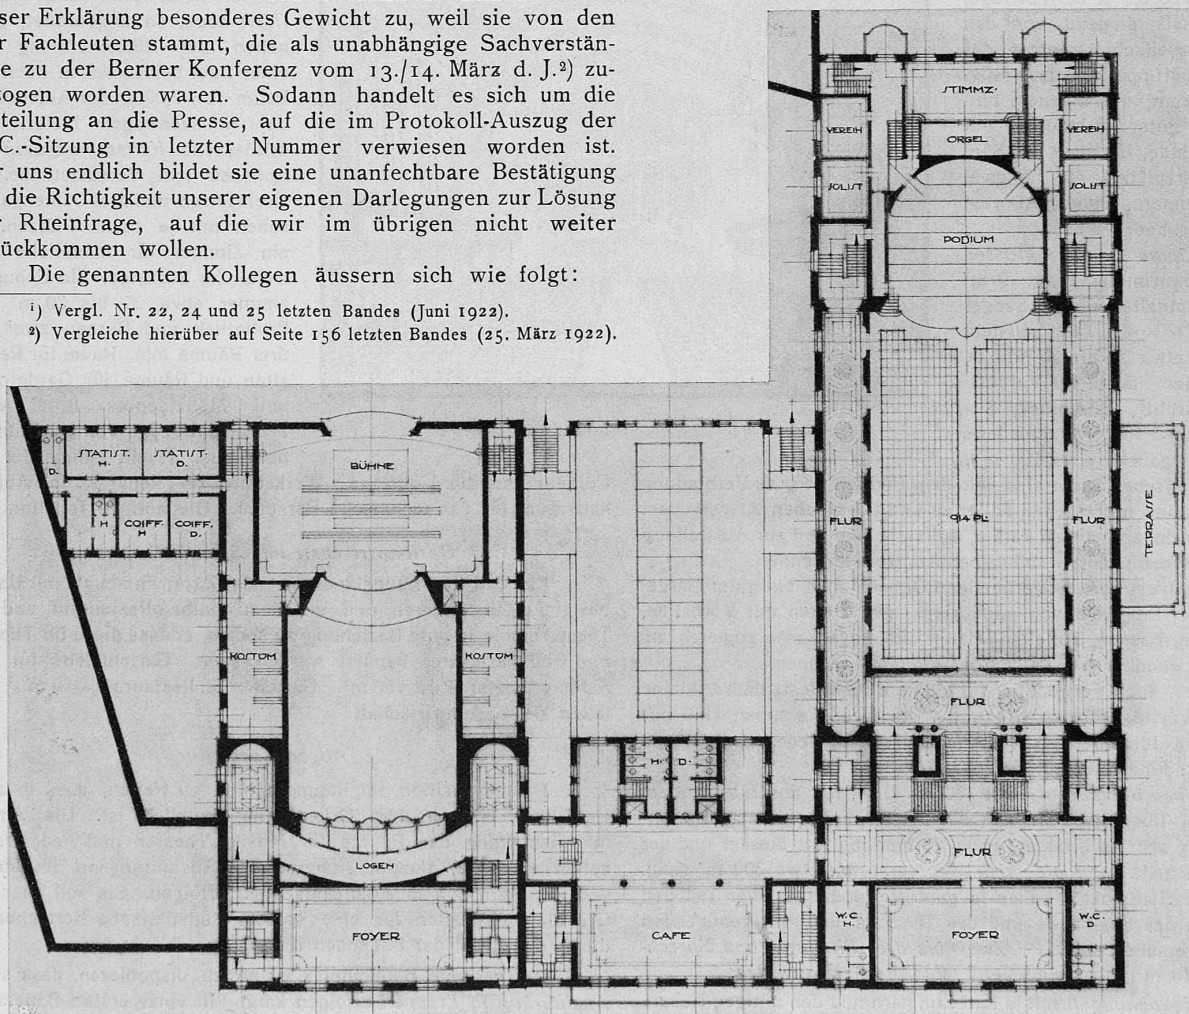 ser Erklärung besonderes Gewicht zu, weil sie von den
r Fachleuten stammt, die als unabhängige Sachverstän-
e zu der Berner Konferenz vom 13./14. März d. J.²) zu-
zogen worden waren. Sodann handelt es sich um die
teilung an die Presse, auf die im Protokoll-Auszug der
C.-Sitzung in letzter Nummer verwiesen worden ist.
r uns endlich bildet sie eine unanfechtbare Bestätigung
die Richtigkeit unserer eigenen Darlegungen zur Lösung
r Rheinfrage, auf die wir im übrigen nicht weiter
ückkommen wollen.
Die genannten Kollegen äussern sich wie folgt:
¹) Vergl. Nr. 22, 24 und 25 letzten Bandes (Juni 1922).
²) Vergleiche hierüber auf Seite 156 letzten Bandes (25. März 1922).
STIMMZ.
VEREIN
ORGEL
VEREIN
SOLIST
SOLIST
PODIUM
D.
STATIST. H.
STATIST. D.
BÜHNE
H
COIFF. H
COIFF. D.
FLUR
914 PL.
FLUR
TERRASSE
KOSTÜM
KOSTÜM
FLUR
H.
D.
LOGEN
FLUR
FOYER
CAFE
W.C. H.
FOYER
W.C. D